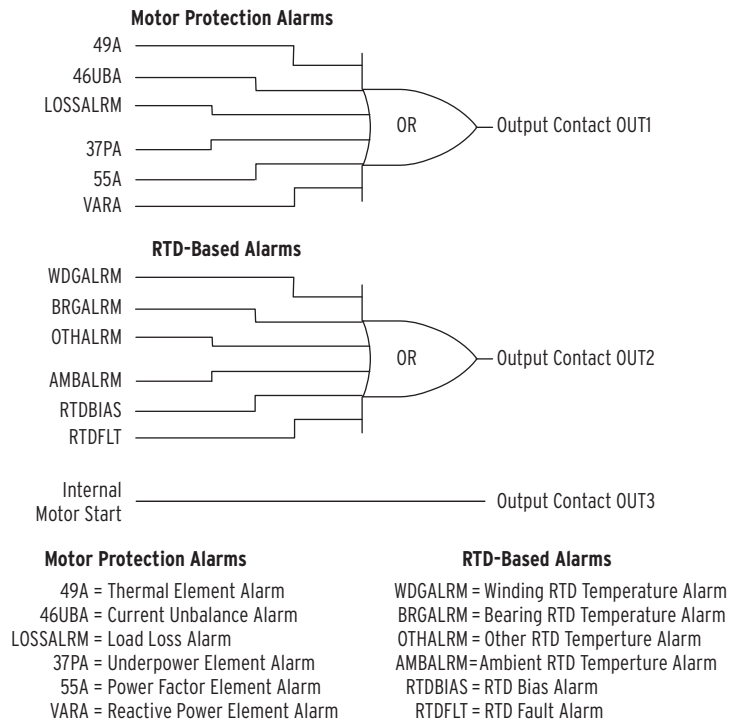 Motor Protection Alarms
49A
46UBA
LOSSALRM
37PA
55A
VARA
OR
Output Contact OUT1
RTD-Based Alarms
WDGALRM
BRGALRM
OTHALRM
AMBALRM
RTDBIAS
RTDFLT
OR
Output Contact OUT2
Internal
Motor Start
Output Contact OUT3
Motor Protection Alarms
49A = Thermal Element Alarm
46UBA = Current Unbalance Alarm
LOSSALRM = Load Loss Alarm
37PA = Underpower Element Alarm
55A = Power Factor Element Alarm
VARA = Reactive Power Element Alarm
RTD-Based Alarms
WDGALRM = Winding RTD Temperature Alarm
BRGALRM = Bearing RTD Temperature Alarm
OTHALRM = Other RTD Temperture Alarm
AMBALRM=Ambient RTD Temperture Alarm
RTDBIAS = RTD Bias Alarm
RTDFLT = RTD Fault Alarm